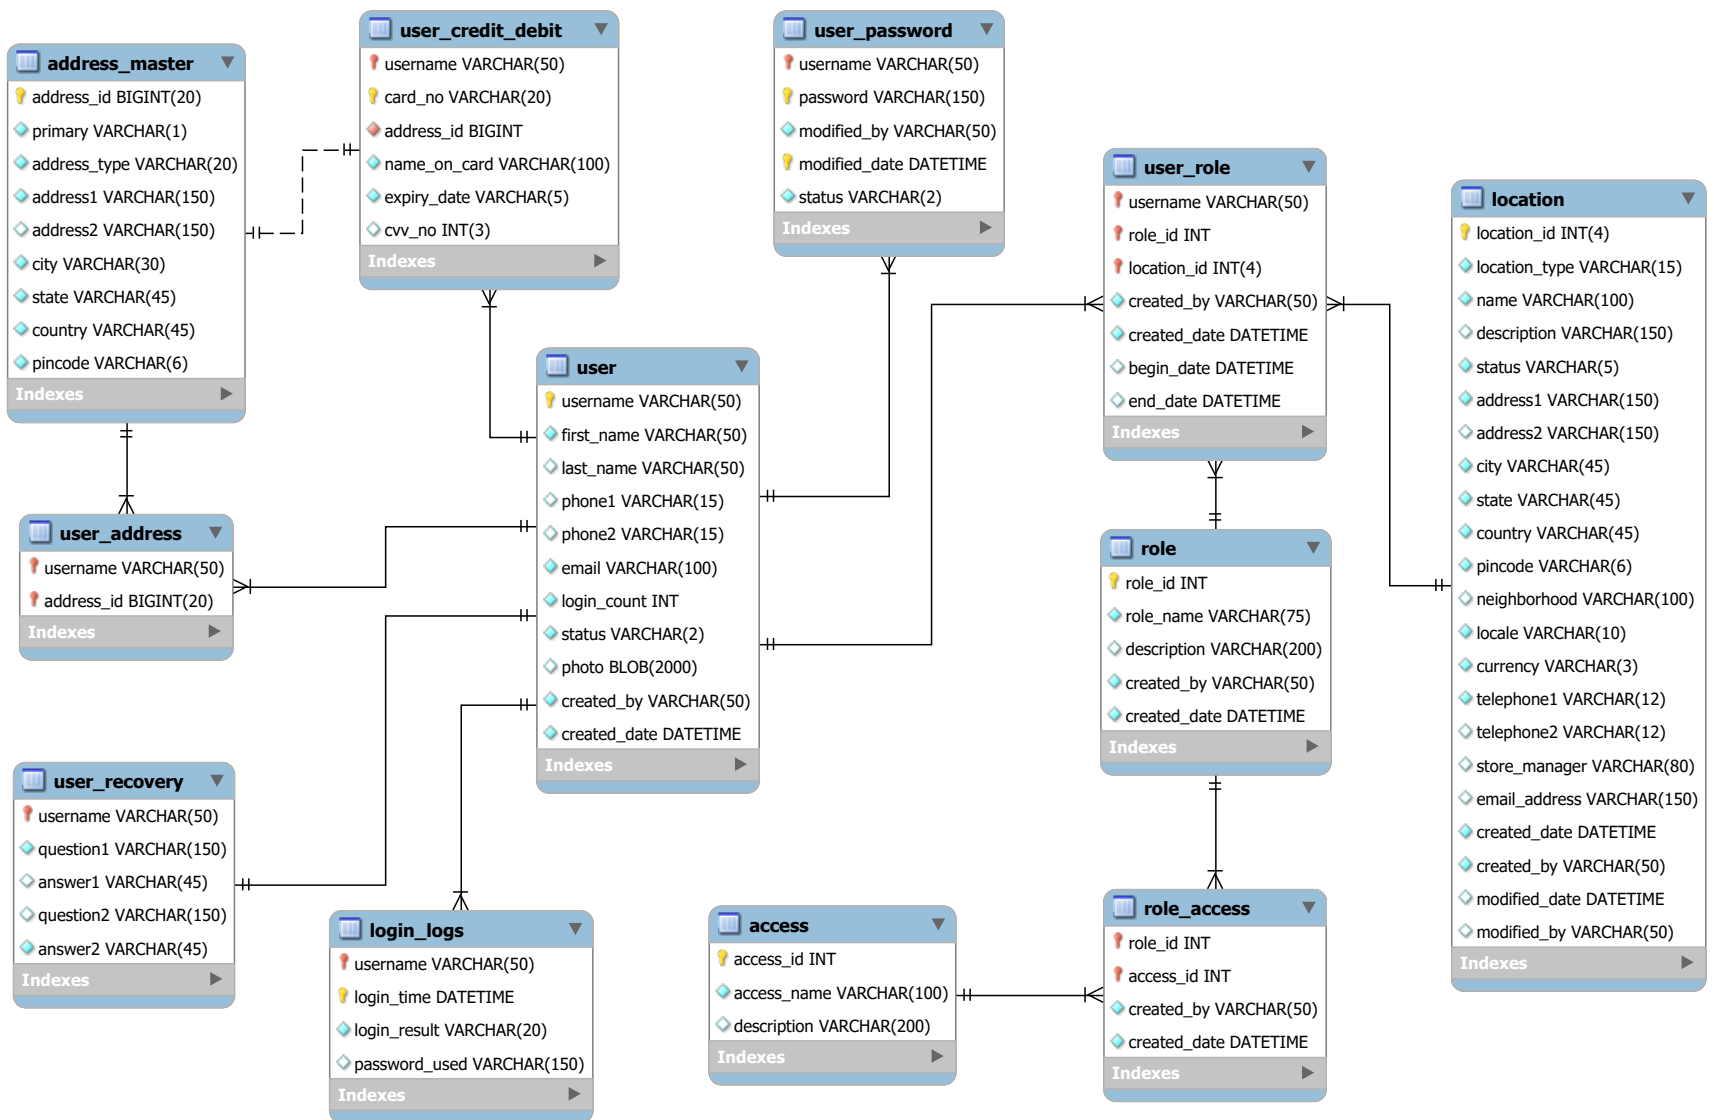 address_master
address_id BIGINT(20)
primary VARCHAR(1)
address_type VARCHAR(20)
address1 VARCHAR(150)
address2 VARCHAR(150)
city VARCHAR(30)
state VARCHAR(45)
country VARCHAR(45)
pincode VARCHAR(6)
Indexes
user_credit_debit
username VARCHAR(50)
card_no VARCHAR(20)
address_id BIGINT
name_on_card VARCHAR(100)
expiry_date VARCHAR(5)
cvv_no INT(3)
Indexes
user_password
username VARCHAR(50)
password VARCHAR(150)
modified_by VARCHAR(50)
modified_date DATETIME
status VARCHAR(2)
Indexes
user_role
username VARCHAR(50)
role_id INT
location_id INT(4)
created_by VARCHAR(50)
created_date DATETIME
begin_date DATETIME
end_date DATETIME
Indexes
location
location_id INT(4)
location_type VARCHAR(15)
name VARCHAR(100)
description VARCHAR(150)
status VARCHAR(5)
address1 VARCHAR(150)
address2 VARCHAR(150)
city VARCHAR(45)
state VARCHAR(45)
country VARCHAR(45)
pincode VARCHAR(6)
neighborhood VARCHAR(100)
locale VARCHAR(10)
currency VARCHAR(3)
telephone1 VARCHAR(12)
telephone2 VARCHAR(12)
store_manager VARCHAR(80)
email_address VARCHAR(150)
created_date DATETIME
created_by VARCHAR(50)
modified_date DATETIME
modified_by VARCHAR(50)
Indexes
user
username VARCHAR(50)
first_name VARCHAR(50)
last_name VARCHAR(50)
phone1 VARCHAR(15)
phone2 VARCHAR(15)
email VARCHAR(100)
login_count INT
status VARCHAR(2)
photo BLOB(2000)
created_by VARCHAR(50)
created_date DATETIME
Indexes
user_address
username VARCHAR(50)
address_id BIGINT(20)
Indexes
role
role_id INT
role_name VARCHAR(75)
description VARCHAR(200)
created_by VARCHAR(50)
created_date DATETIME
Indexes
user_recovery
username VARCHAR(50)
question1 VARCHAR(150)
answer1 VARCHAR(45)
question2 VARCHAR(150)
answer2 VARCHAR(45)
Indexes
login_logs
username VARCHAR(50)
login_time DATETIME
login_result VARCHAR(20)
password_used VARCHAR(150)
Indexes
access
access_id INT
access_name VARCHAR(100)
description VARCHAR(200)
Indexes
role_access
role_id INT
access_id INT
created_by VARCHAR(50)
created_date DATETIME
Indexes